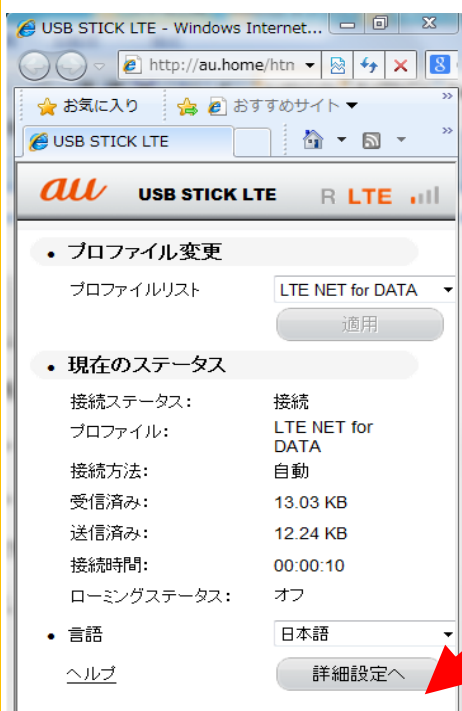 USB STICK LTE - Windows Internet...
http://au.home/htn
お気に入り おすすめサイト
USB STICK LTE
au USB STICK LTE R LTE
• プロファイル変更
プロファイルリスト LTE NET for DATA
適用
• 現在のステータス
接続ステータス: 接続
プロファイル: LTE NET for
DATA
接続方法: 自動
受信済み: 13.03 KB
送信済み: 12.24 KB
接続時間: 00:00:10
ローミングステータス: オフ
• 言語 日本語
ヘルプ 詳細設定へ